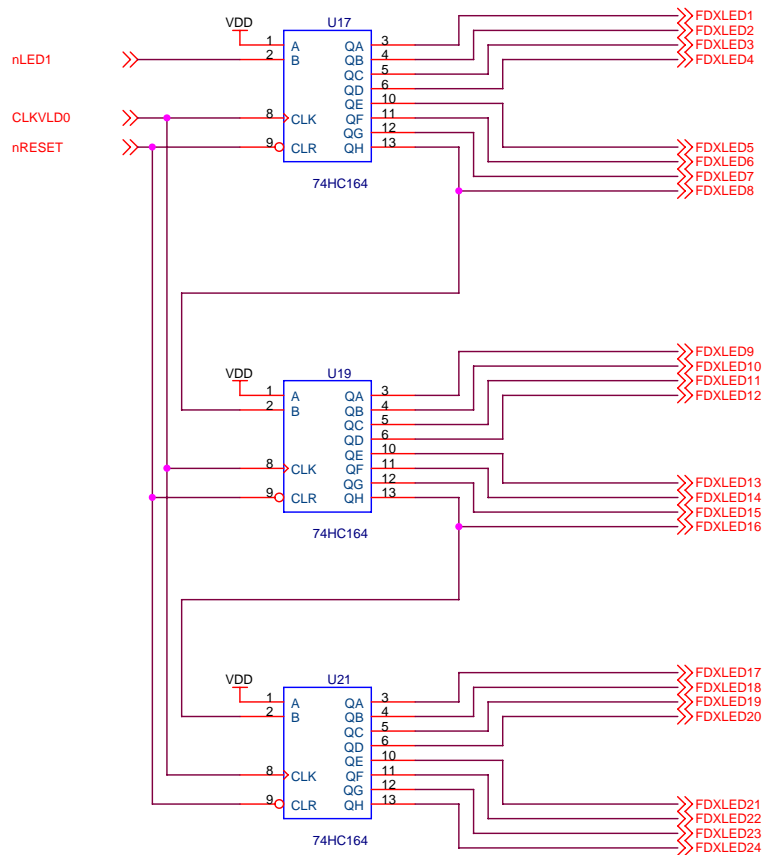 U17
VDD
FDXLED1
FDXLED2
FDXLED3
FDXLED4
1 A QA 3
nLED1 2 B QB 4
QC 5
QD 6
QE 10
CLKVLD0 8 CLK QF 11
QG 12
nRESET 9 CLR QH 13
FDXLED5
FDXLED6
FDXLED7
FDXLED8
74HC164
U19
VDD
FDXLED9
FDXLED10
FDXLED11
FDXLED12
1 A QA 3
2 B QB 4
QC 5
QD 6
QE 10
8 CLK QF 11
QG 12
9 CLR QH 13
FDXLED13
FDXLED14
FDXLED15
FDXLED16
74HC164
U21
VDD
FDXLED17
FDXLED18
FDXLED19
FDXLED20
1 A QA 3
2 B QB 4
QC 5
QD 6
QE 10
8 CLK QF 11
QG 12
9 CLR QH 13
FDXLED21
FDXLED22
FDXLED23
FDXLED24
74HC164